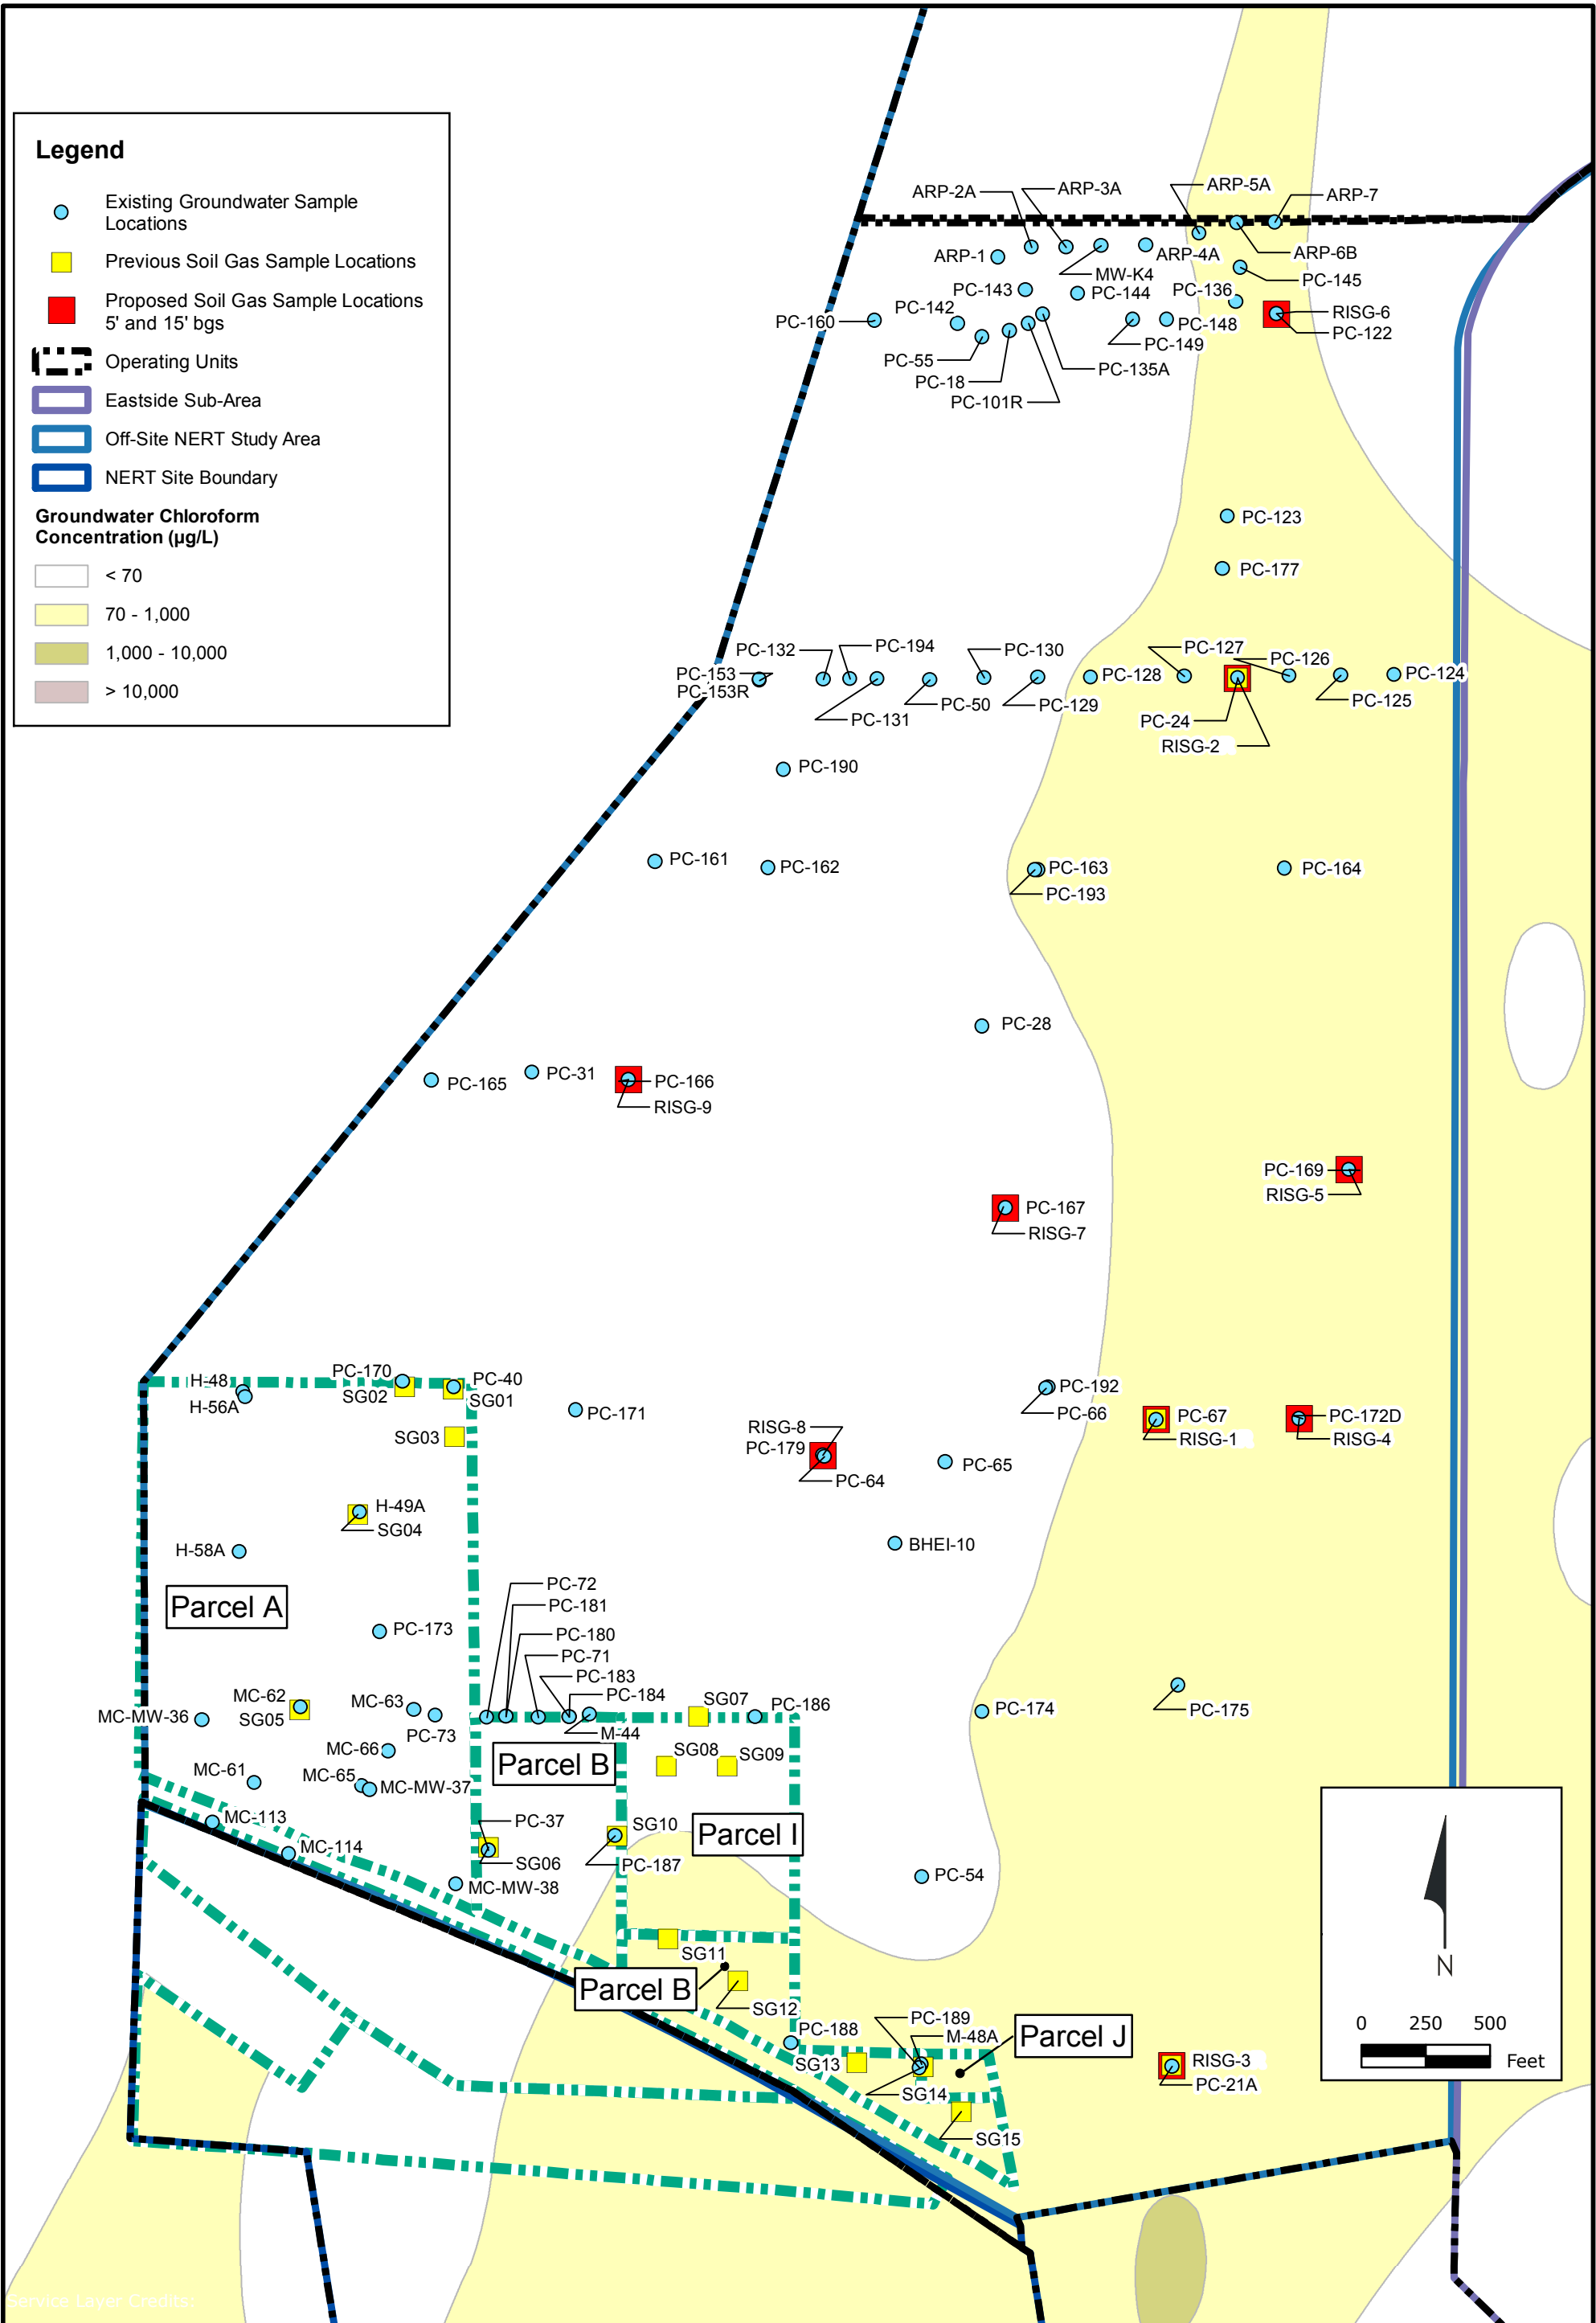 Legend
Existing Groundwater Sample
Locations
Previous Soil Gas Sample Locations
Proposed Soil Gas Sample Locations
5' and 15' bgs
Operating Units
Eastside Sub-Area
Off-Site NERT Study Area
NERT Site Boundary
Groundwater Chloroform
Concentration (µg/L)
< 70
70 - 1,000
1,000 - 10,000
> 10,000
ARP-2A
ARP-3A
ARP-5A
ARP-7
ARP-1
MW-K4
ARP-4A
ARP-6B
PC-145
PC-143
PC-144
PC-136
PC-160
PC-142
PC-148
RISG-6
PC-122
PC-149
PC-55
PC-135A
PC-18
PC-101R
PC-123
PC-177
PC-132
PC-194
PC-130
PC-127
PC-126
PC-153
PC-153R
PC-128
PC-124
PC-131
PC-50
PC-129
PC-125
PC-24
RISG-2
PC-190
PC-161
PC-162
PC-163
PC-193
PC-164
PC-28
PC-165
PC-31
PC-166
RISG-9
PC-169
RISG-5
PC-167
RISG-7
H-48
H-56A
PC-170
SG02
PC-40
SG01
SG03
PC-171
PC-192
PC-66
PC-67
RISG-1
PC-172D
RISG-4
RISG-8
PC-179
PC-64
PC-65
H-49A
SG04
H-58A
BHEI-10
Parcel A
PC-72
PC-181
PC-180
PC-71
PC-183
PC-184
M-44
PC-173
MC-62
SG05
MC-63
PC-73
MC-MW-36
SG07
PC-186
PC-174
PC-175
MC-66
Parcel B
SG08
SG09
MC-61
MC-65
MC-MW-37
MC-113
MC-114
PC-37
SG06
SG10
PC-187
Parcel I
MC-MW-38
PC-54
SG11
Parcel B
SG12
PC-188
PC-189
M-48A
Parcel J
SG13
SG14
SG15
RISG-3
PC-21A
N
0 250 500
Feet
Service Layer Credits: